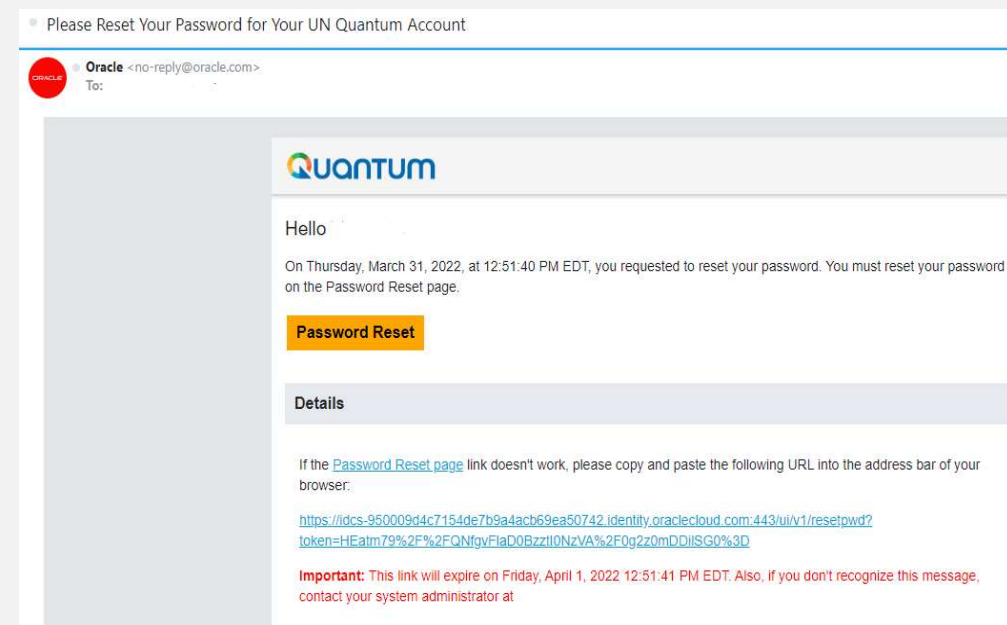 Please Reset Your Password for Your UN Quantum Account
ORACLE
Oracle <no-reply@oracle.com>
To:
Quantum
Hello
On Thursday, March 31, 2022, at 12:51:40 PM EDT, you requested to reset your password. You must reset your password
on the Password Reset page.
Password Reset
Details
If the Password Reset page link doesn't work, please copy and paste the following URL into the address bar of your
browser:
https://idcs-950009d4c7154de7b9a4acb69ea50742.identity.oraclecloud.com:443/ui/v1/resetpwd?
token=HEatm79%2F%2FQNfgvFlaD0BzztI0NzVA%2F0g2z0mDDilSG0%3D
Important: This link will expire on Friday, April 1, 2022 12:51:41 PM EDT. Also, if you don't recognize this message,
contact your system administrator at